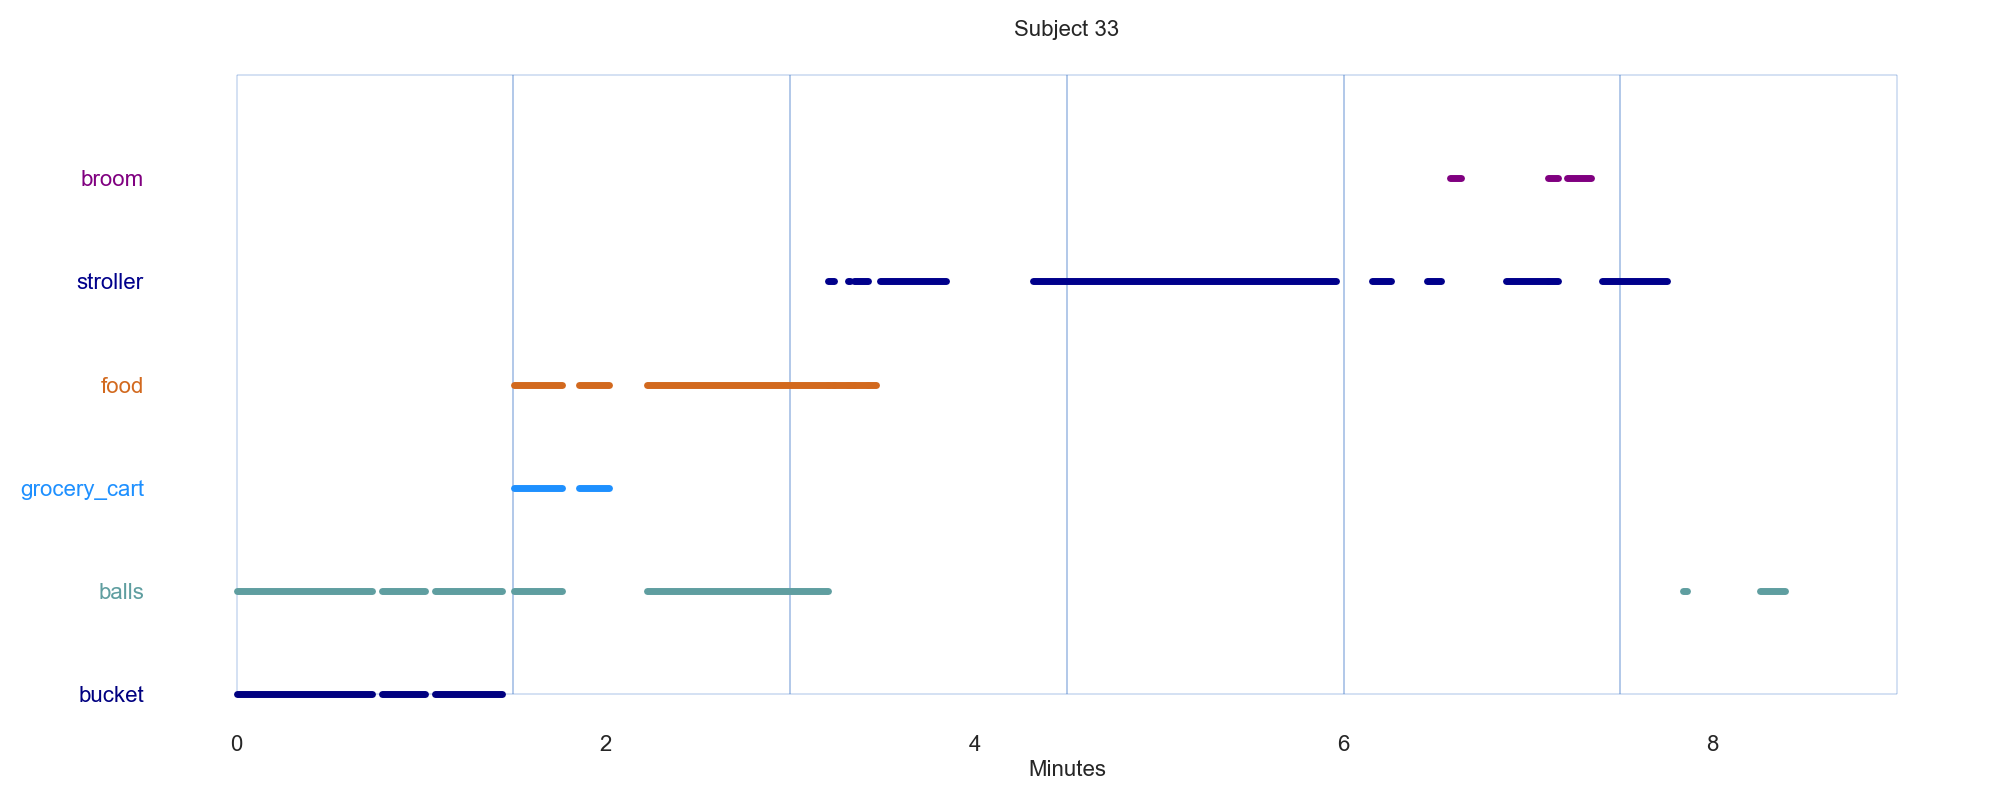 Subject 33
broom
stroller
food
grocery_cart
balls
bucket
0 2 4 6 8
Minutes